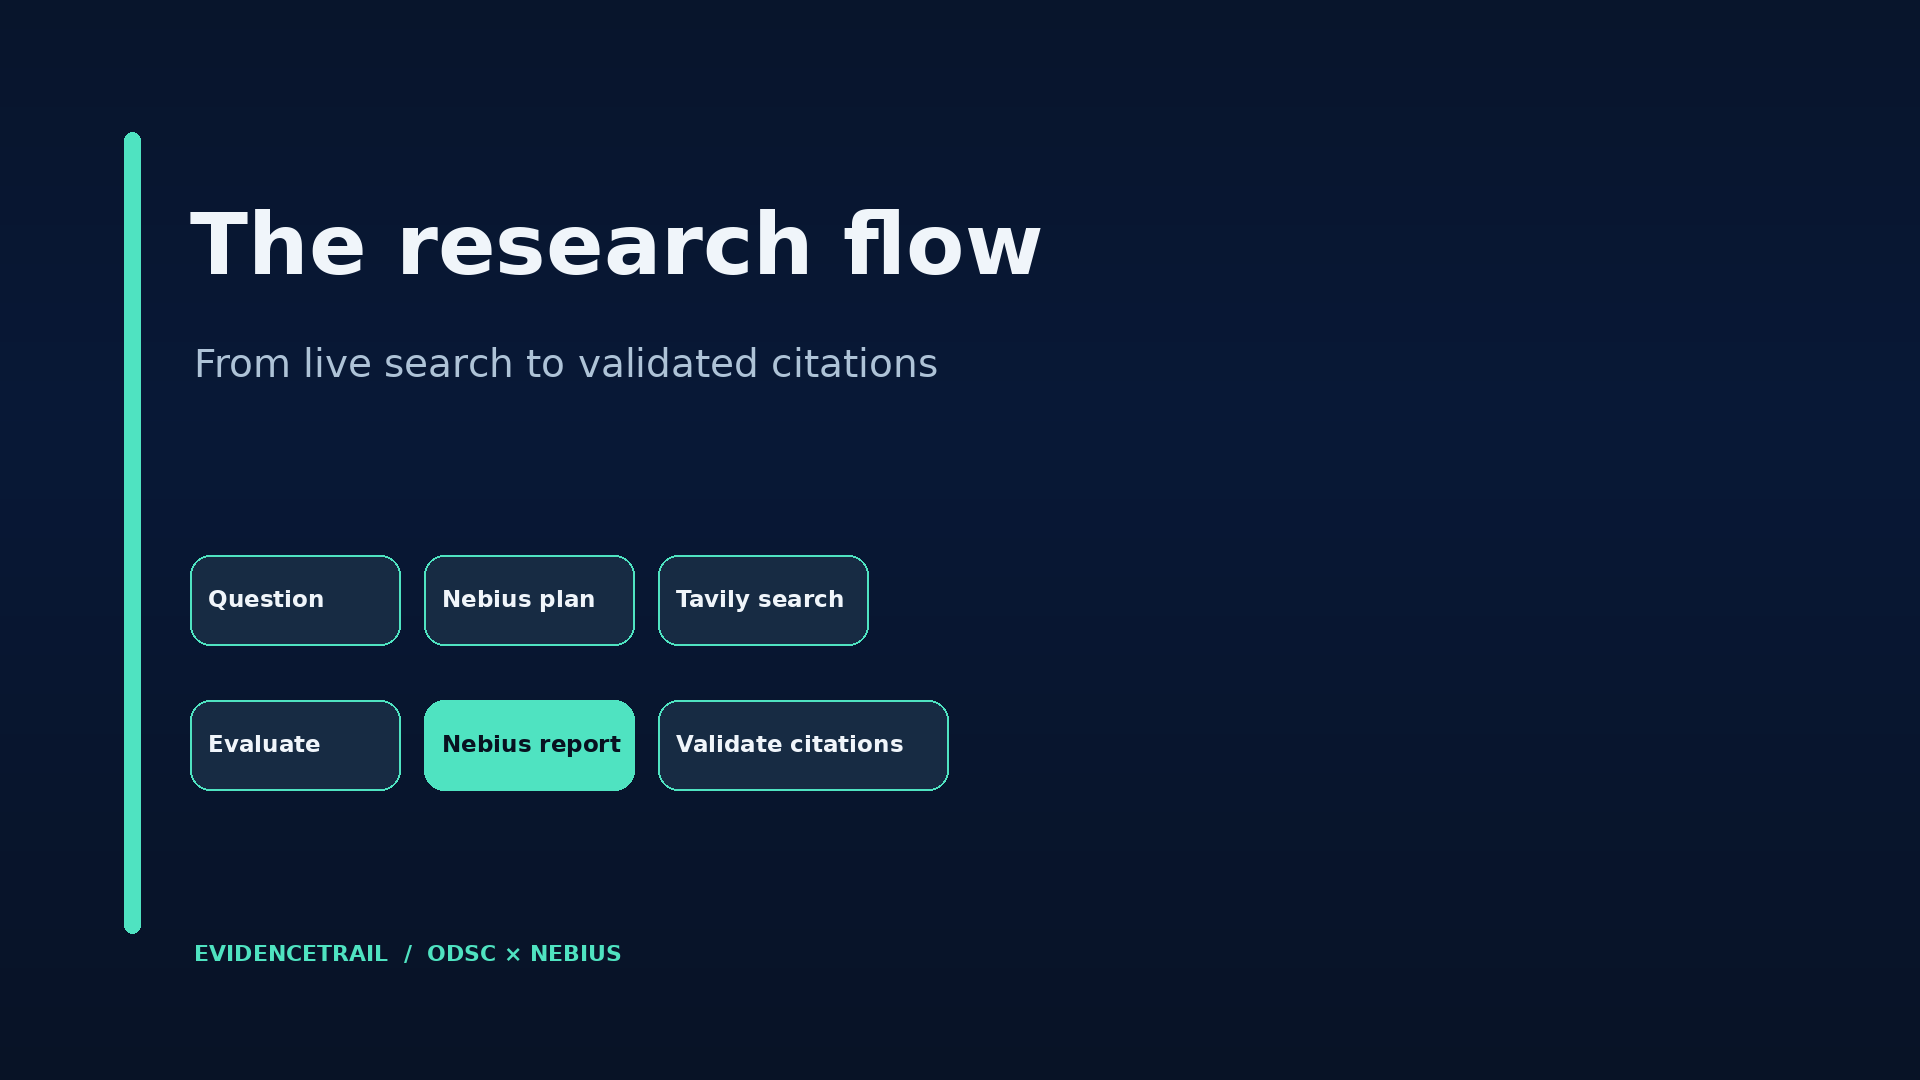 The research flow
From live search to validated citations
Question
Nebius plan
Tavily search
Evaluate
Nebius report
Validate citations
EVIDENCETRAIL / ODSC × NEBIUS